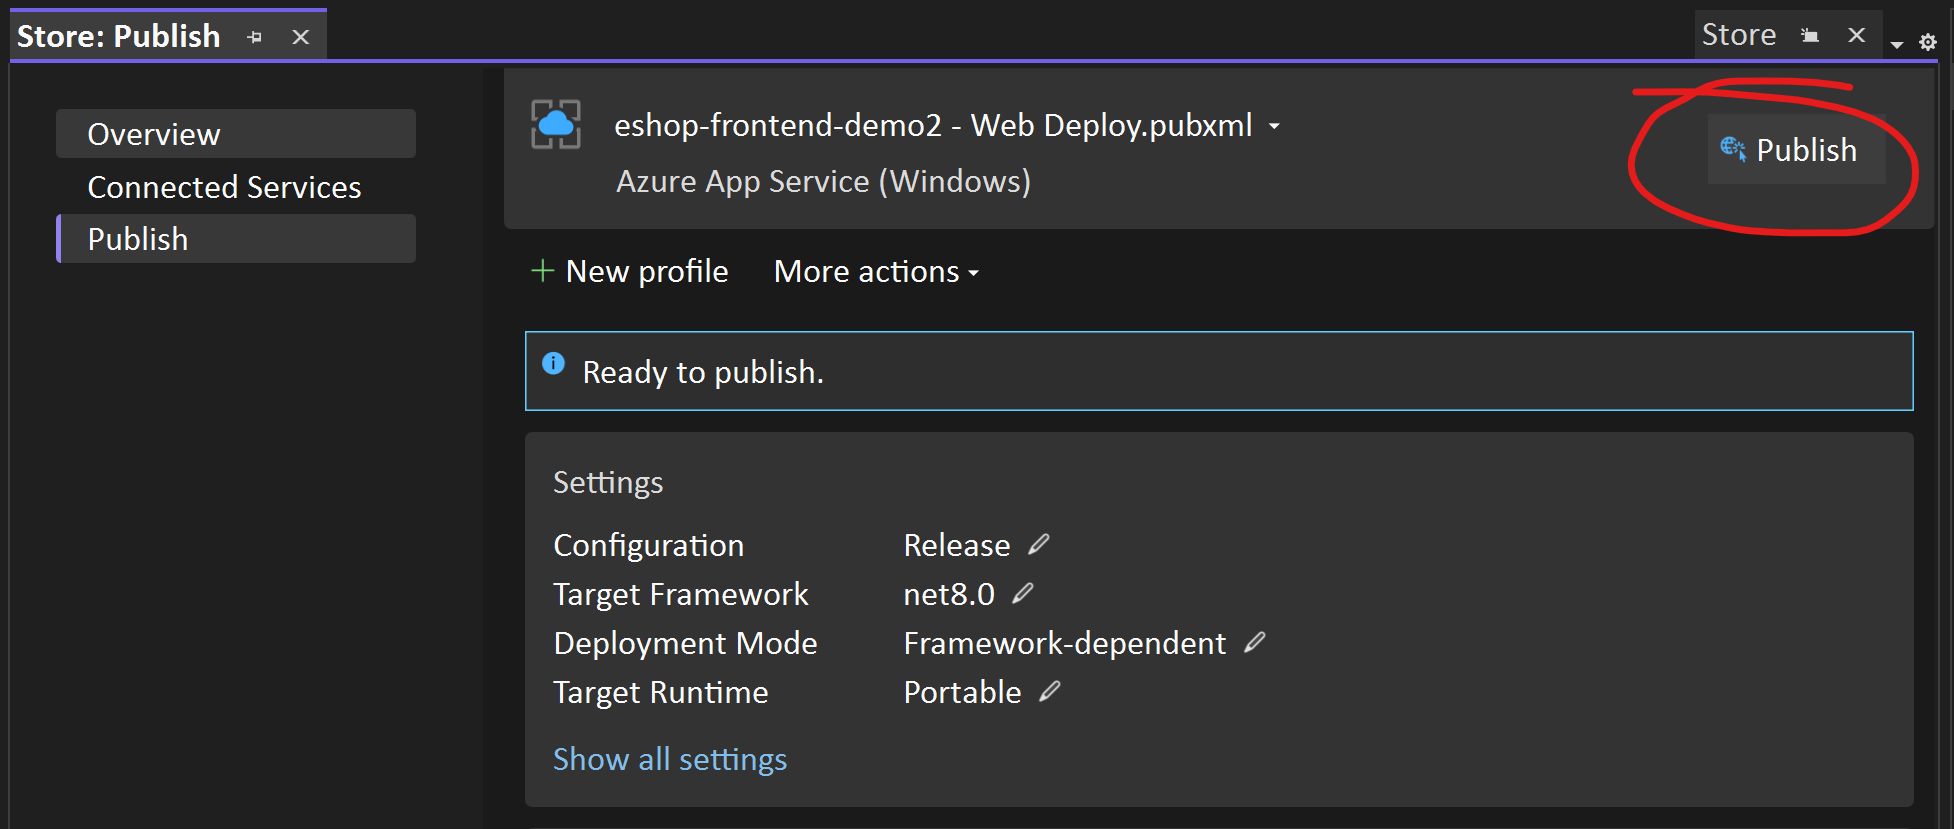 Store: Publish
Store
Overview
Connected Services
Publish
eshop-frontend-demo2 - Web Deploy.pubxml
Azure App Service (Windows)
Publish
New profile
More actions
Ready to publish.
Settings
Configuration Release
Target Framework net8.0
Deployment Mode Framework-dependent
Target Runtime Portable
Show all settings